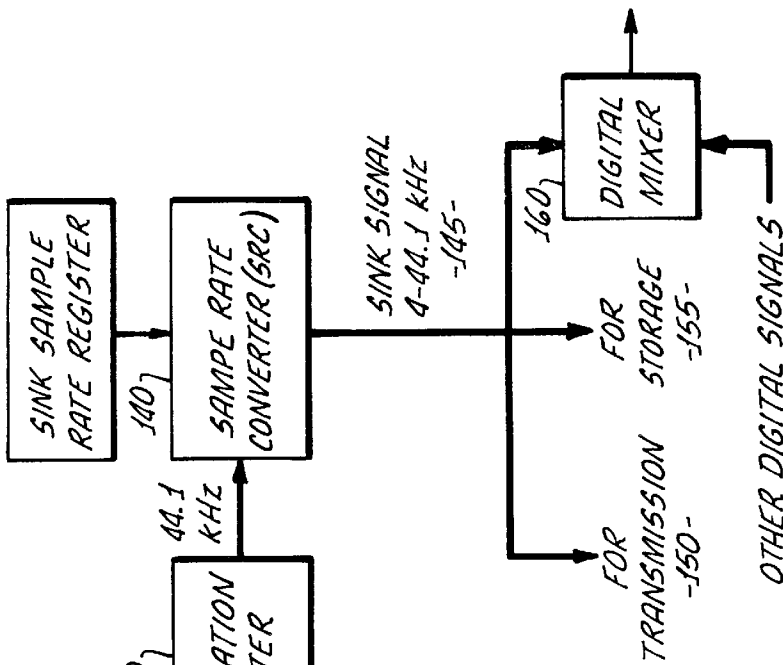 SINK SAMPLE
RATE REGISTER
140
44.1
KHZ
SAMPE RATE
CONVERTER (SRC)
ATION
TER
SINK SIGNAL
4-44.1 KHZ
-145-
160
DIGITAL
MIXER
FOR
STORAGE
-155-
FOR
TRANSMISSION
-150-
OTHER DIGITAL SIGNALS